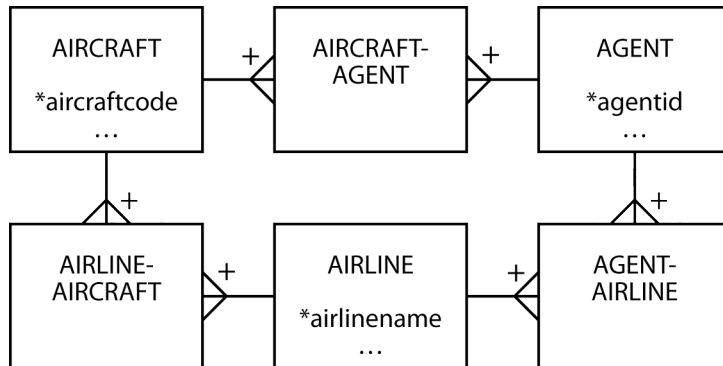 AIRCRAFT
*aircraftcode
...
+
AIRCRAFT-
AGENT
+
AGENT
*agentid
...
+
+
AIRLINE-
AIRCRAFT
+
AIRLINE
*airlinename
...
+
AGENT-
AIRLINE